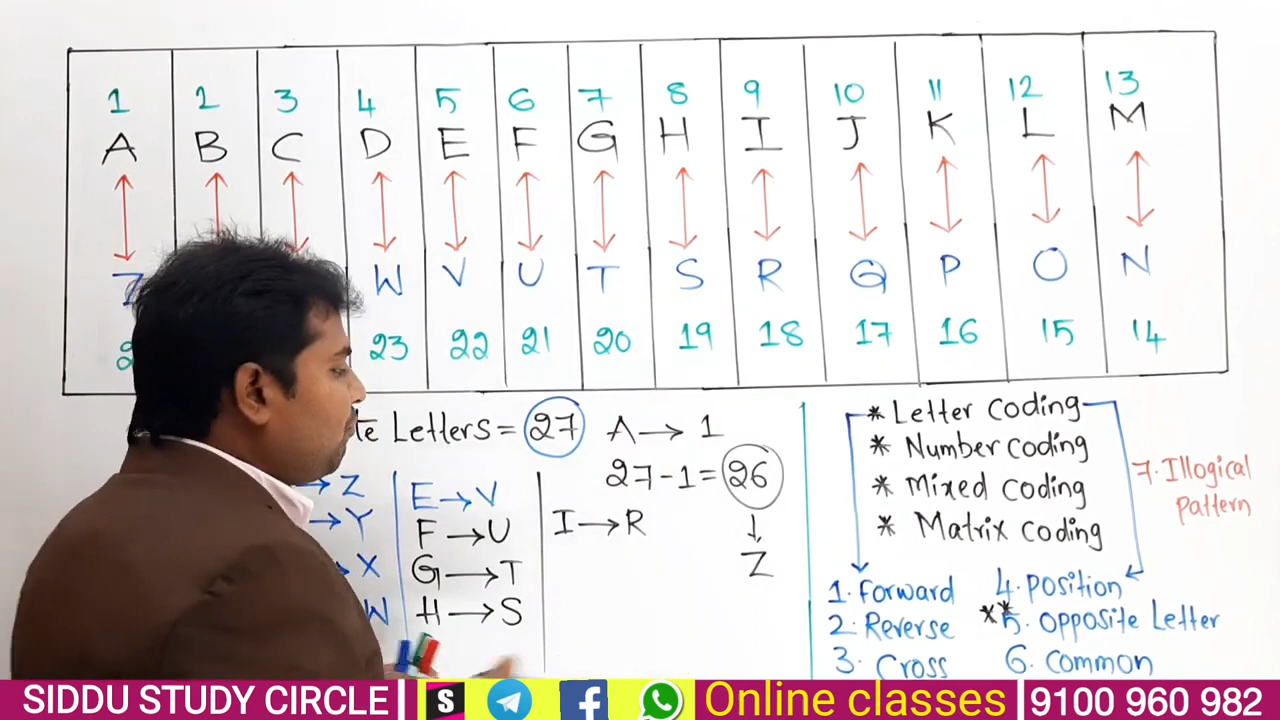 1 2 3 4 5 6 7 8 9 10 11 12 13
A B C D E F G H I J K L M
Z W V U T S R Q P O N
2 23 22 21 20 19 18 17 16 15 14
te Letters = 27
A → 1
27-1 = 26
↓
Z
→ Z
→ Y
→ X
W
E → V
F → U
G → T
H → S
I → R
* Letter Coding
* Number coding
* Mixed coding
* Matrix coding
7. Illogical
Pattern
1. Forward
2. Reverse
3. Cross
4. Position
** 5. Opposite Letter
6. Common
SIDDU STUDY CIRCLE S f Online classes 9100 960 982